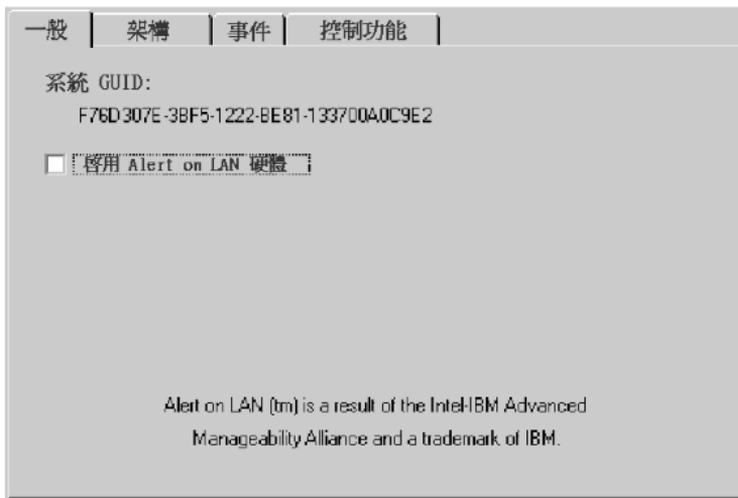 一般 架構 事件 控制功能
系統 GUID:
F76D307E-3BF5-1222-BE81-133700A0C9E2
啓用 Alert on LAN 硬體
Alert on LAN (tm) is a result of the Intel-IBM Advanced
Manageability Alliance and a trademark of IBM.